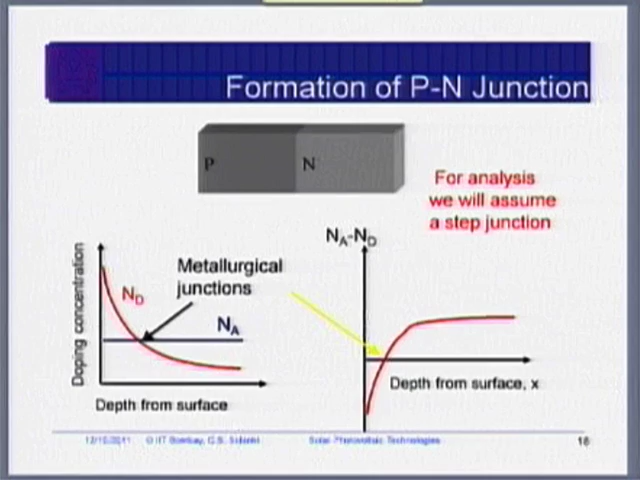 Formation of P-N Junction
P
N
For analysis
we will assume
a step junction
N_A-N_D
Metallurgical
junctions
N_D
N_A
Doping concentration
Depth from surface
Depth from surface, x
© IIT Bombay, C.S. Solanki
Solar Photovoltaic Technologies
16